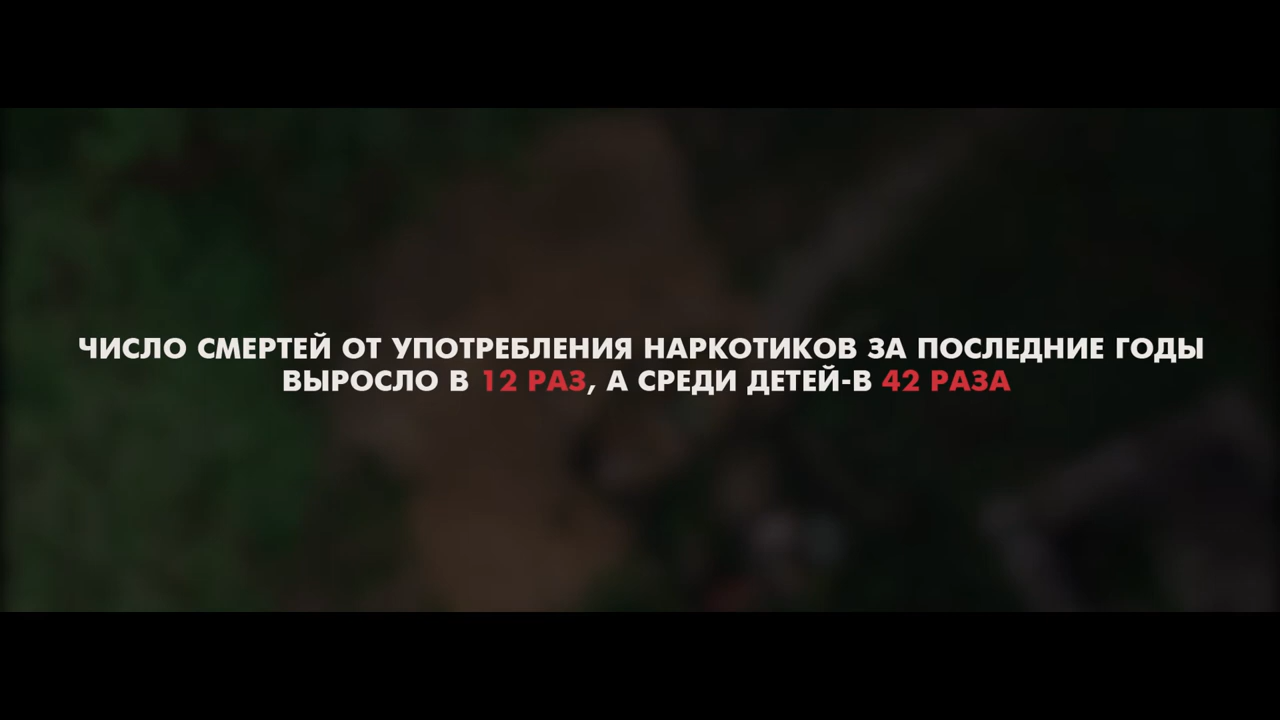 ЧИСЛО СМЕРТЕЙ ОТ УПОТРЕБЛЕНИЯ НАРКОТИКОВ ЗА ПОСЛЕДНИЕ ГОДЫ
ВЫРОСЛО В 12 РАЗ, А СРЕДИ ДЕТЕЙ-В 42 РАЗА